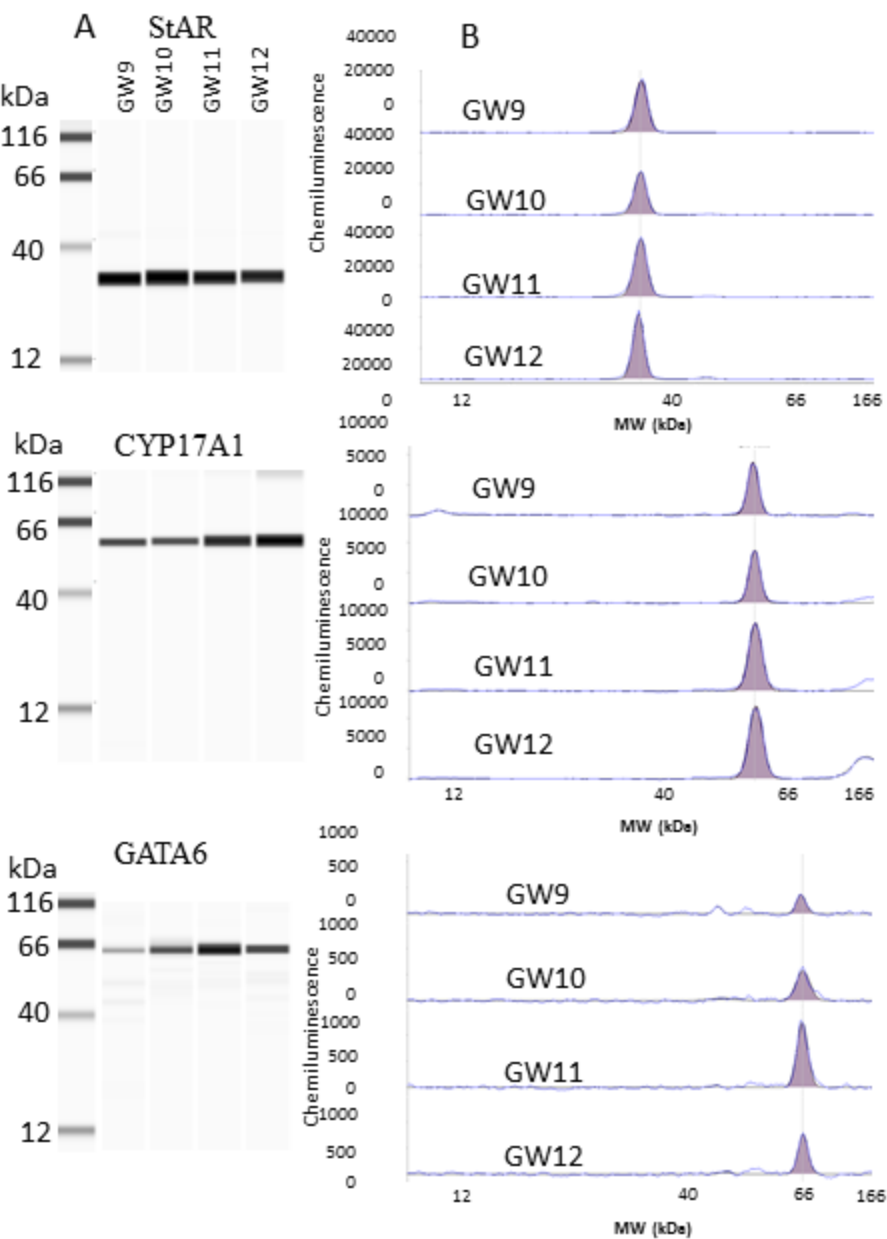 A StAR B
GW9 GW10 GW11 GW12
kDa
116
66
40
12
Chemiluminescence
40000
20000
0
40000
20000
0
40000
20000
0
40000
20000
0
GW9
GW10
GW11
GW12
12 40 66 166
MW (kDa)
kDa CYP17A1
116
66
40
12
Chemiluminescence
10000
5000
0
10000
5000
0
10000
5000
0
10000
5000
0
GW9
GW10
GW11
GW12
12 40 66 166
MW (kDa)
kDa GATA6
116
66
40
12
Chemiluminescence
1000
500
0
1000
500
0
1000
500
0
1000
500
0
GW9
GW10
GW11
GW12
12 40 66 166
MW (kDa)